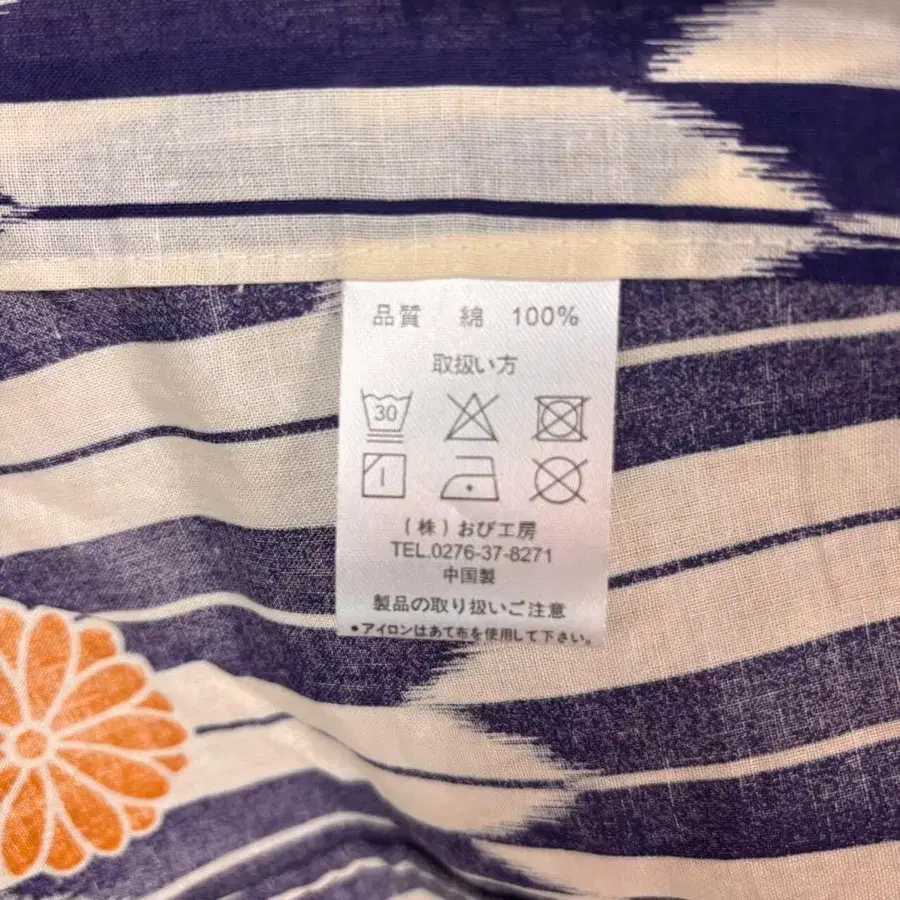 品質 綿 100%
取扱い方
30
(株)おび工房
TEL.0276-37-8271
中国製
製品の取り扱いご注意
●アイロンはあて布を使用して下さい。